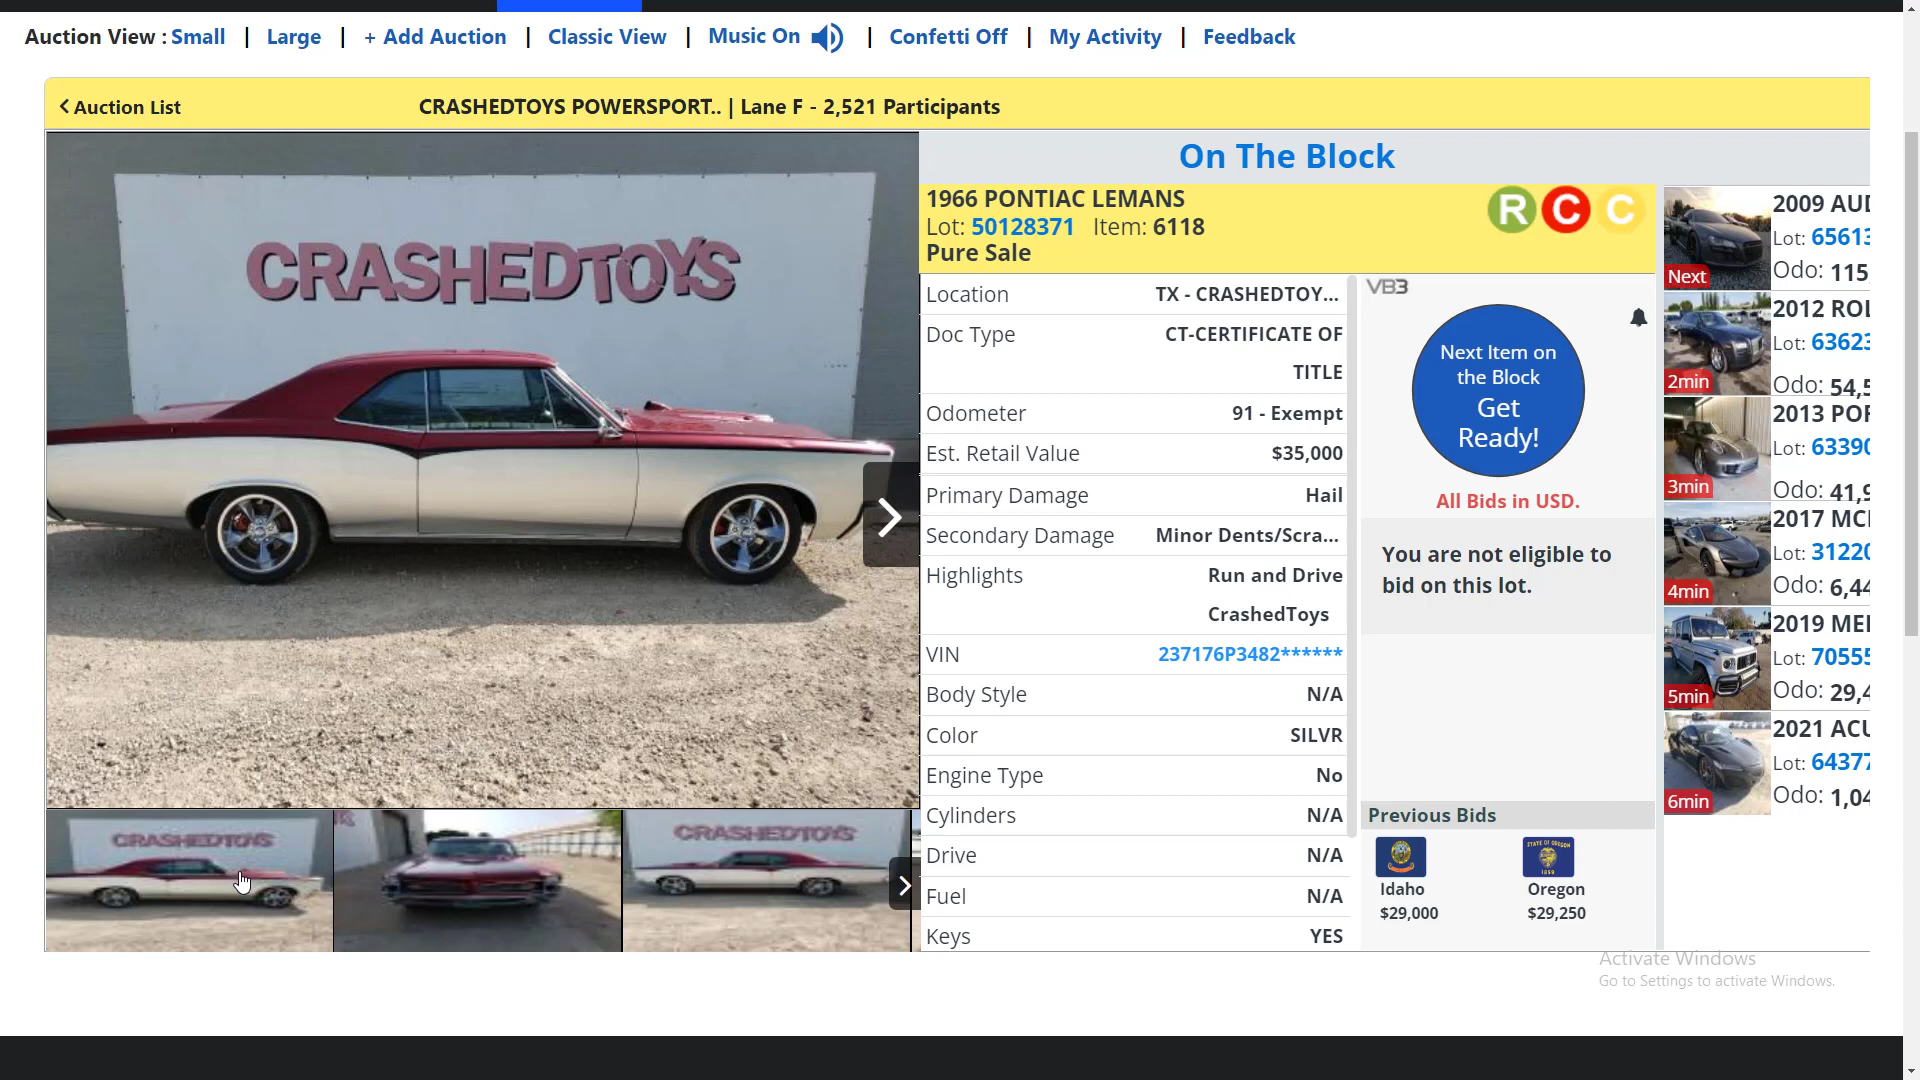 Auction View : Small | Large | + Add Auction | Classic View | Music On | Confetti Off | My Activity | Feedback
Auction List
CRASHEDTOYS POWERSPORT.. | Lane F - 2,521 Participants
CRASHEDTOYS
CRASHEDTOYS
CRASHEDTOYS
On The Block
1966 PONTIAC LEMANS
Lot: 50128371 Item: 6118
Pure Sale
R C C
Location TX - CRASHEDTOY...
Doc Type CT-CERTIFICATE OF
TITLE
Odometer 91 - Exempt
Est. Retail Value $35,000
Primary Damage Hail
Secondary Damage Minor Dents/Scra...
Highlights Run and Drive
CrashedToys
VIN 237176P3482******
Body Style N/A
Color SILVR
Engine Type No
Cylinders N/A
Drive N/A
Fuel N/A
Keys YES
VB3
Next Item on
the Block
Get
Ready!
All Bids in USD.
You are not eligible to
bid on this lot.
Previous Bids
Idaho
$29,000
Oregon
$29,250
2009 AUD
Lot: 65613
Odo: 115,
Next
2012 ROL
Lot: 63623
Odo: 54,5
2min
2013 POR
Lot: 63390
Odo: 41,9
3min
2017 MCL
Lot: 31220
Odo: 6,44
4min
2019 MER
Lot: 70555
Odo: 29,4
5min
2021 ACU
Lot: 64377
Odo: 1,04
6min
Activate Windows
Go to Settings to activate Windows.